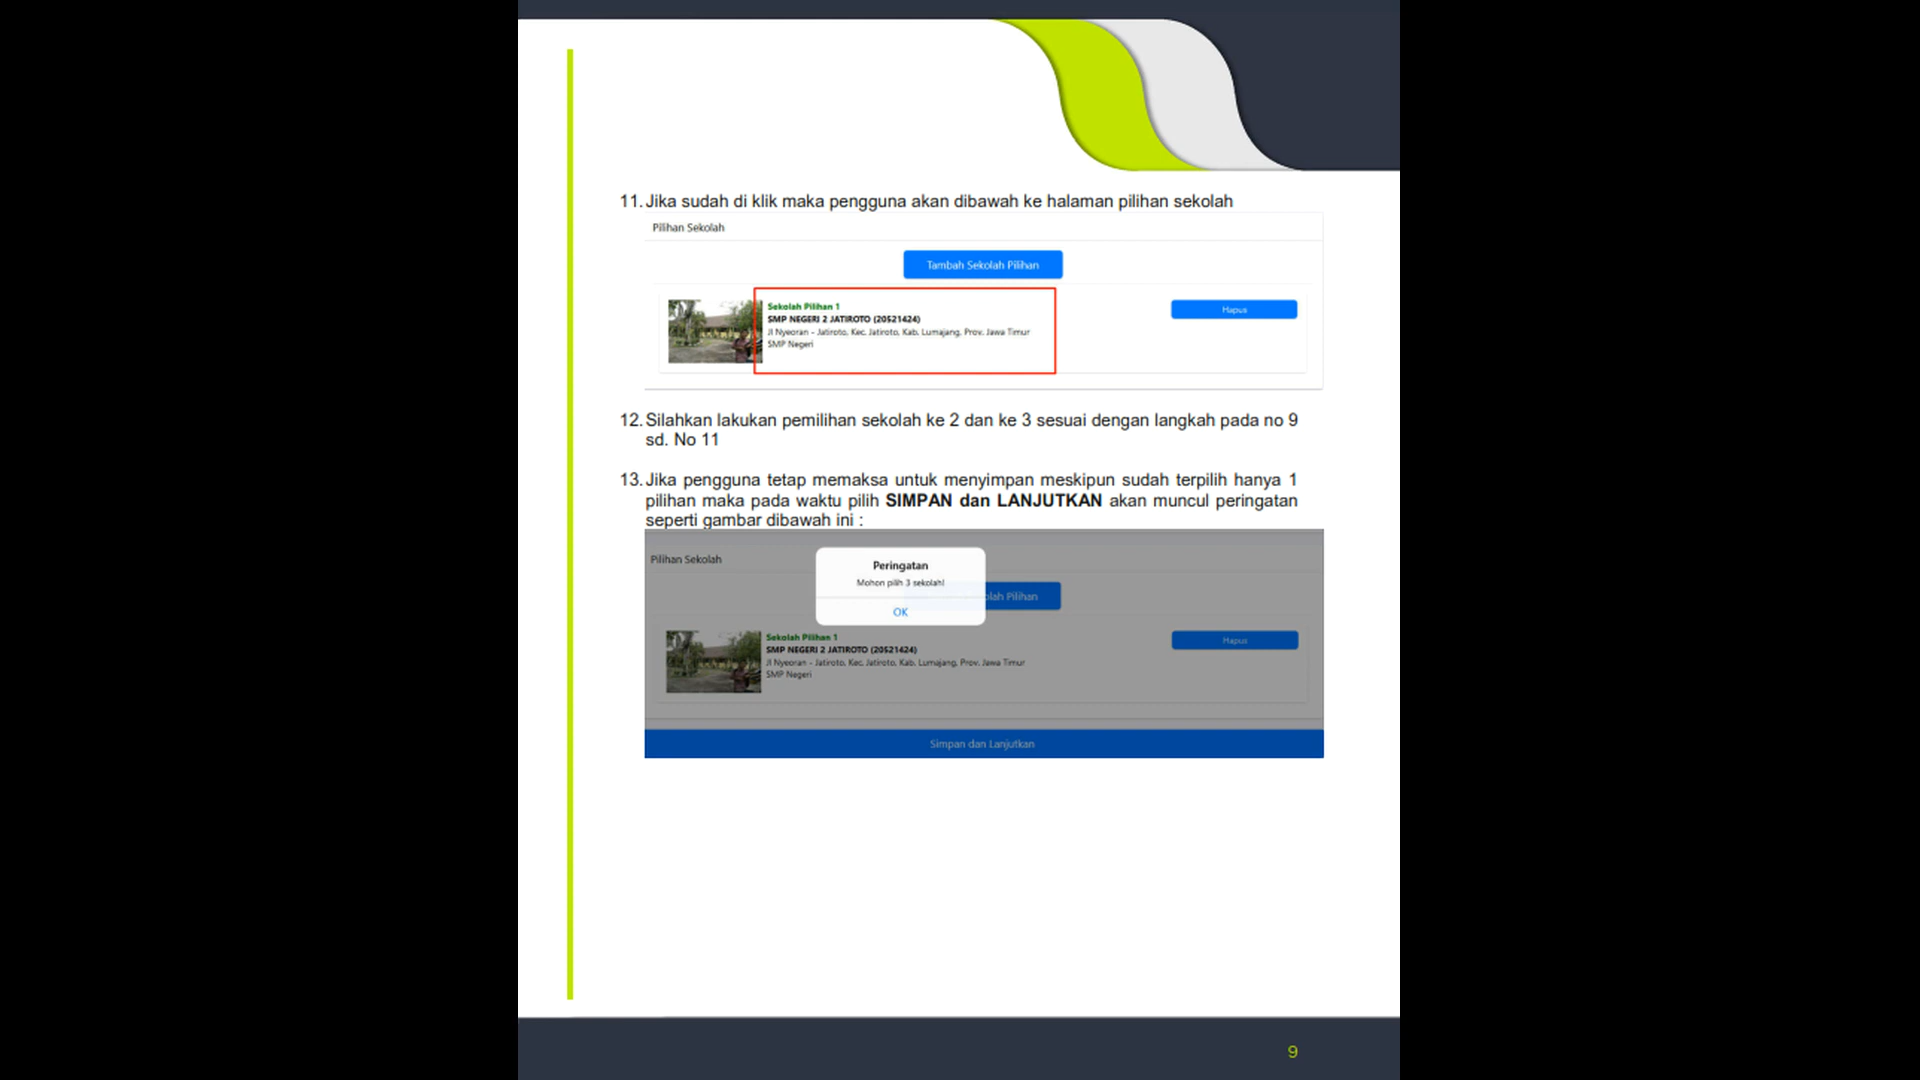 11. Jika sudah di klik maka pengguna akan dibawah ke halaman pilihan sekolah
Pilihan Sekolah
Tambah Sekolah Pilihan
Sekolah Pilihan 1
Hapus
SMP NEGERI 2 JATIROTO (20521424)
Jl Nyeoran - Jatiroto, Kec. Jatiroto, Kab. Lumajang, Prov. Jawa Timur
SMP Negeri
12. Silahkan lakukan pemilihan sekolah ke 2 dan ke 3 sesuai dengan langkah pada no 9
sd. No 11
13. Jika pengguna tetap memaksa untuk menyimpan meskipun sudah terpilih hanya 1
pilihan maka pada waktu pilih SIMPAN dan LANJUTKAN akan muncul peringatan
seperti gambar dibawah ini :
Pilihan Sekolah
Peringatan
Mohon pilih 3 sekolah!
Pilihan
OK
Sekolah Pilihan 1
Hapus
SMP NEGERI 2 JATIROTO (20521424)
Jl Nyeoran - Jatiroto, Kec. Jatiroto, Kab. Lumajang, Prov. Jawa Timur
SMP Negeri
Simpan dan Lanjutkan
9